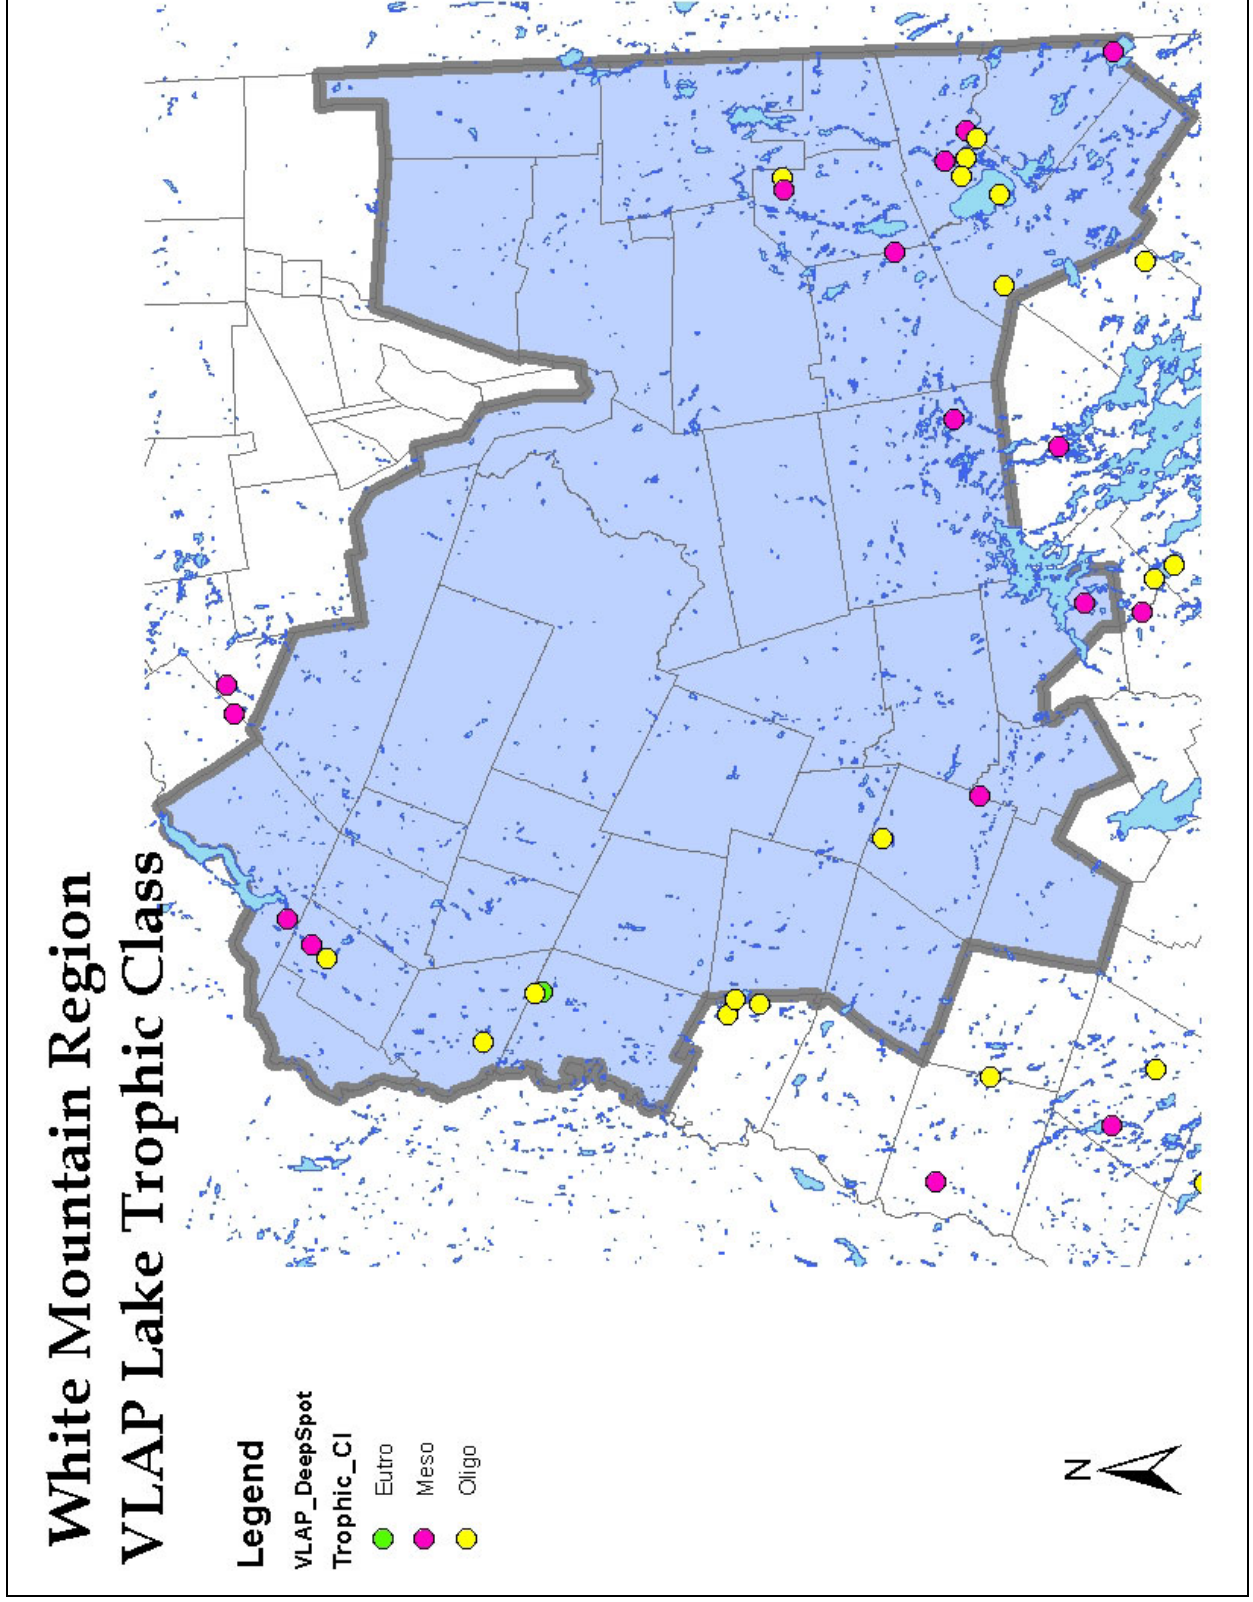 White Mountain Region
VLAP Lake Trophic Class
Legend
VLAP_DeepSpot
Trophic_Cl
Eutro
Meso
Oligo
N